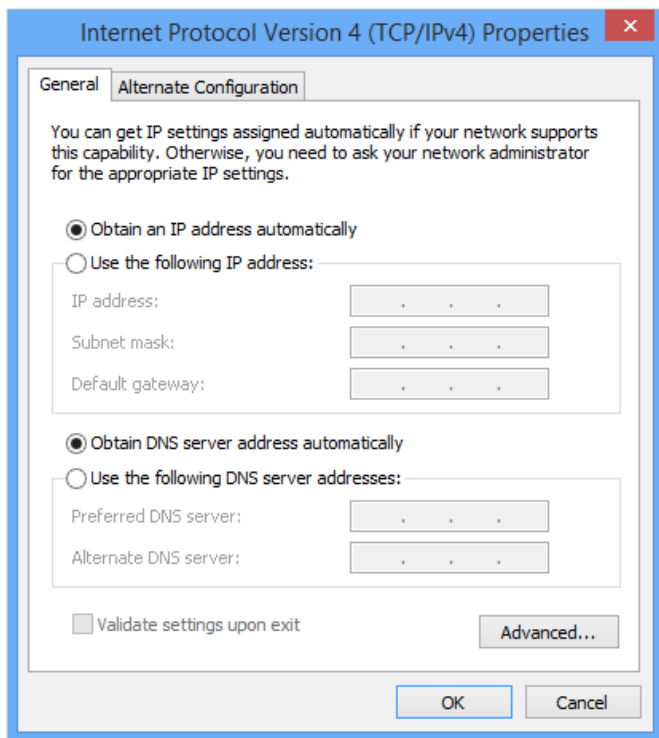 Internet Protocol Version 4 (TCP/IPv4) Properties
General
Alternate Configuration
You can get IP settings assigned automatically if your network supports
this capability. Otherwise, you need to ask your network administrator
for the appropriate IP settings.
Obtain an IP address automatically
Use the following IP address:
IP address:
Subnet mask:
Default gateway:
Obtain DNS server address automatically
Use the following DNS server addresses:
Preferred DNS server:
Alternate DNS server:
Validate settings upon exit
Advanced...
OK
Cancel